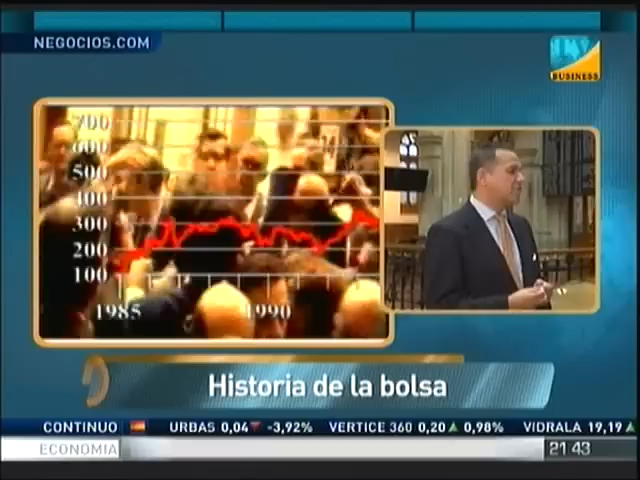 NEGOCIOS.COM
TV
BUSINESS
700
600
500
400
300
200
100
1985
1990
Historia de la bolsa
CONTINUO URBAS 0,04 -3,92% VERTICE 360 0,20 0,98% VIDRALA 19,19
ECONOMIA 21 43